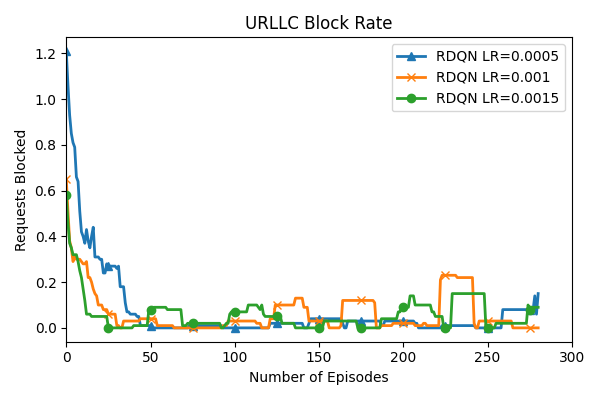 URLLC Block Rate
RDQN LR=0.0005
RDQN LR=0.001
RDQN LR=0.0015
Requests Blocked
1.2
1.0
0.8
0.6
0.4
0.2
0.0
0 50 100 150 200 250 300
Number of Episodes